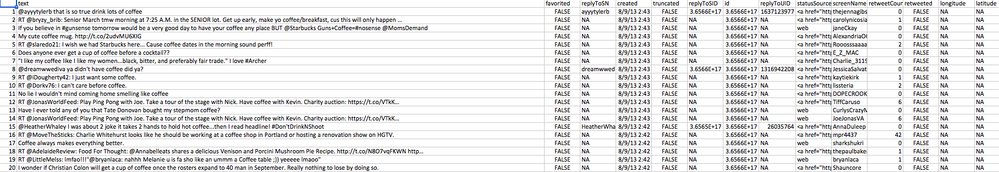 text favorited replyToSN created truncated replyToSID id replyToUID statusSource screenName retweetCour retweeted longitude latitude
1 @ayyytylerb that is so true drink lots of coffee FALSE ayyytylerb 8/9/13 2:43 FALSE 3.6566E+17 3.6566E+17 1637123977 <a href="http thejennagibs 0 FALSE NA NA
2 RT @bryzy_brib: Senior March tmw morning at 7:25 A.M. in the SENIOR lot. Get up early, make yo coffee/breakfast, cus this will only happen ... FALSE NA 8/9/13 2:43 FALSE NA 3.6566E+17 NA <a href="http carolynicosia 1 FALSE NA NA
3 If you believe in #gunsense tomorrow would be a very good day to have your coffee any place BUT @Starbucks Guns+Coffee=#nosense @MomsDemand FALSE NA 8/9/13 2:43 FALSE NA 3.6566E+17 NA web janeCkay 0 FALSE NA NA
4 My cute coffee mug. http://t.co/2udvMU6XIG FALSE NA 8/9/13 2:43 FALSE NA 3.6566E+17 NA <a href="http AlexandriaO 0 FALSE NA NA
5 RT @slaredo21: I wish we had Starbucks here... Cause coffee dates in the morning sound perff! FALSE NA 8/9/13 2:43 FALSE NA 3.6566E+17 NA <a href="http Rooosssaaaa 2 FALSE NA NA
6 Does anyone ever get a cup of coffee before a cocktail?? FALSE NA 8/9/13 2:43 FALSE NA 3.6566E+17 NA <a href="http E_Z_MAC 0 FALSE NA NA
7 "I like my coffee like I like my women...black, bitter, and preferably fair trade." I love #Archer FALSE NA 8/9/13 2:43 FALSE NA 3.6566E+17 NA <a href="http Charlie_3119 0 FALSE NA NA
8 @dreamwwediva ya didn't have coffee did ya? FALSE dreamwwed 8/9/13 2:43 FALSE 3.6566E+17 3.6566E+17 1316942208 <a href="http JessicaSalvat 0 FALSE NA NA
9 RT @iDougherty42: I just want some coffee. FALSE NA 8/9/13 2:43 FALSE NA 3.6566E+17 NA <a href="http kaytiekirk 1 FALSE NA NA
10 RT @Dorkv76: I can't care before coffee. FALSE NA 8/9/13 2:43 FALSE NA 3.6566E+17 NA <a href="http lissteria 2 FALSE NA NA
11 No lie I wouldn't mind coming home smelling like coffee FALSE NA 8/9/13 2:43 FALSE NA 3.6566E+17 NA <a href="http DOPECROOK 0 FALSE NA NA
12 RT @JonasWorldFeed: Play Ping Pong with Joe. Take a tour of the stage with Nick. Have coffee with Kevin. Charity auction: https://t.co/VTkK... FALSE NA 8/9/13 2:43 FALSE NA 3.6566E+17 NA <a href="http TiffCaruso 6 FALSE NA NA
13 Have I ever told any of you that Tate Donovan bought my stepmom coffee? FALSE NA 8/9/13 2:43 FALSE NA 3.6566E+17 NA web CurlysCrazyM 0 FALSE NA NA
14 RT @JonasWorldFeed: Play Ping Pong with Joe. Take a tour of the stage with Nick. Have coffee with Kevin. Charity auction: https://t.co/VTkK... FALSE NA 8/9/13 2:43 FALSE NA 3.6566E+17 NA web JoeJonasVA 6 FALSE NA NA
15 @HeatherWhaley I was about 2 joke it takes 2 hands to hold hot coffee...then I read headline! #Don'tDrinkNShoot FALSE HeatherWha 8/9/13 2:42 FALSE 3.6565E+17 3.6566E+17 26035764 <a href="http AnnaDuleep 0 FALSE NA NA
16 RT @MoveTheSticks: Charlie Whitehurst looks like he should be working at a coffee shop in Portland or hosting a renovation show on HGTV. FALSE NA 8/9/13 2:42 FALSE NA 3.6566E+17 NA <a href="http mpr4437 42 FALSE NA NA
17 Coffee always makes everything better. FALSE NA 8/9/13 2:42 FALSE NA 3.6566E+17 NA web sharkshukri 0 FALSE NA NA
18 RT @AdelaideReview: Food For Thought: @Annabelleats shares a delicious Venison and Porcini Mushroom Pie Recipe. http://t.co/N8O7vqFKWN http... FALSE NA 8/9/13 2:42 FALSE NA 3.6566E+17 NA <a href="http thepaulbaker 1 FALSE NA NA
19 RT @LittleMelss: lmfao!!!"@bryanlaca: nahhh Melanie u is fa sho like an ummm a Coffee table ;)) yeeeee lmaoo" FALSE NA 8/9/13 2:42 FALSE NA 3.6566E+17 NA web bryanlaca 1 FALSE NA NA
20 I wonder if Christian Colon will get a cup of coffee once the rosters expand to 40 man in September. Really nothing to lose by doing so. FALSE NA 8/9/13 2:42 FALSE NA 3.6566E+17 NA <a href="http Shauncore 0 FALSE NA NA